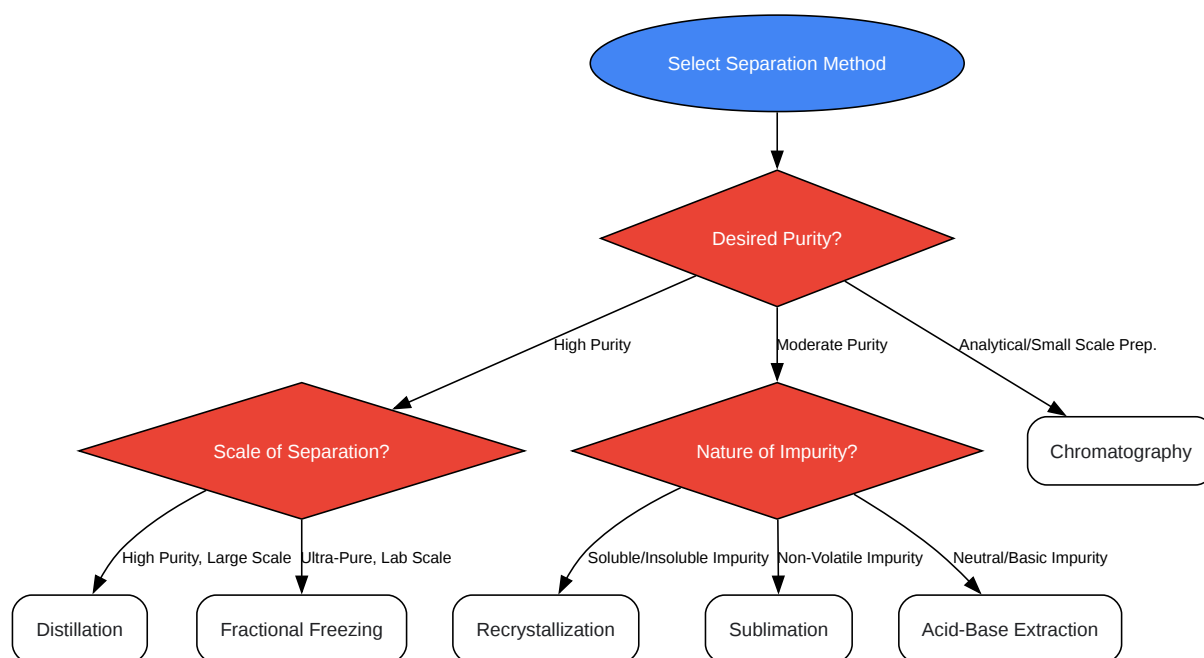 Select Separation Method
Desired Purity?
High Purity
Moderate Purity
Analytical/Small Scale Prep.
Scale of Separation?
Nature of Impurity?
Chromatography
High Purity, Large Scale
Ultra-Pure, Lab Scale
Soluble/Insoluble Impurity
Non-Volatile Impurity
Neutral/Basic Impurity
Distillation
Fractional Freezing
Recrystallization
Sublimation
Acid-Base Extraction